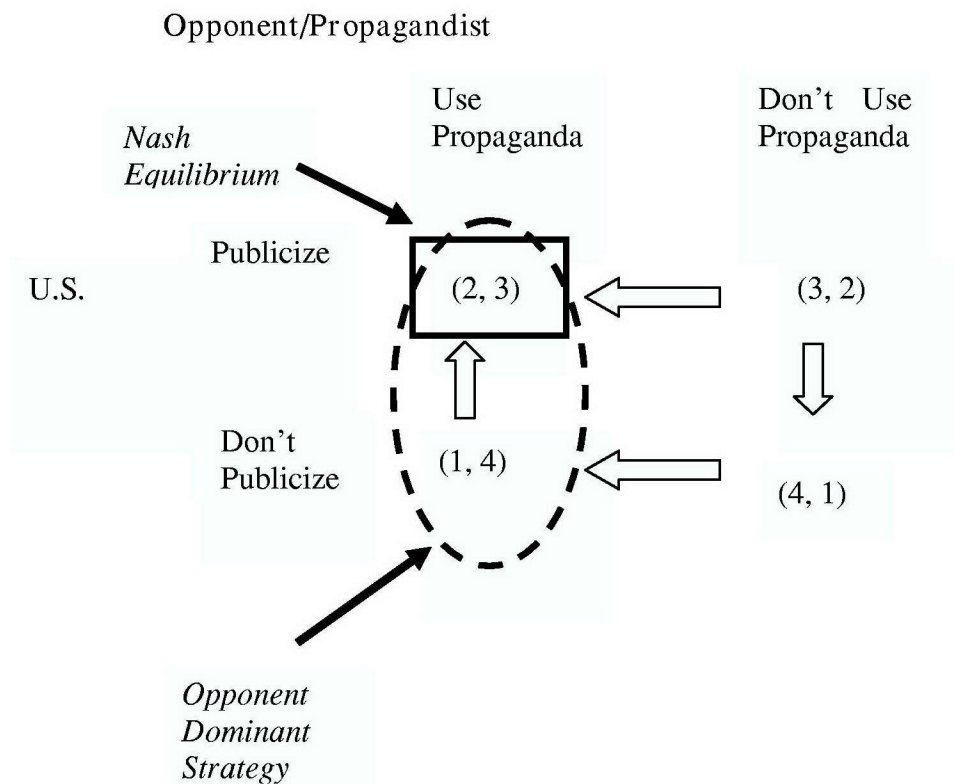 Opponent/Propagandist
Use
Propaganda
Don't Use
Propaganda
Nash
Equilibrium
Publicize
U.S.
(2, 3)
(3, 2)
Don't
Publicize
(1, 4)
(4, 1)
Opponent
Dominant
Strategy